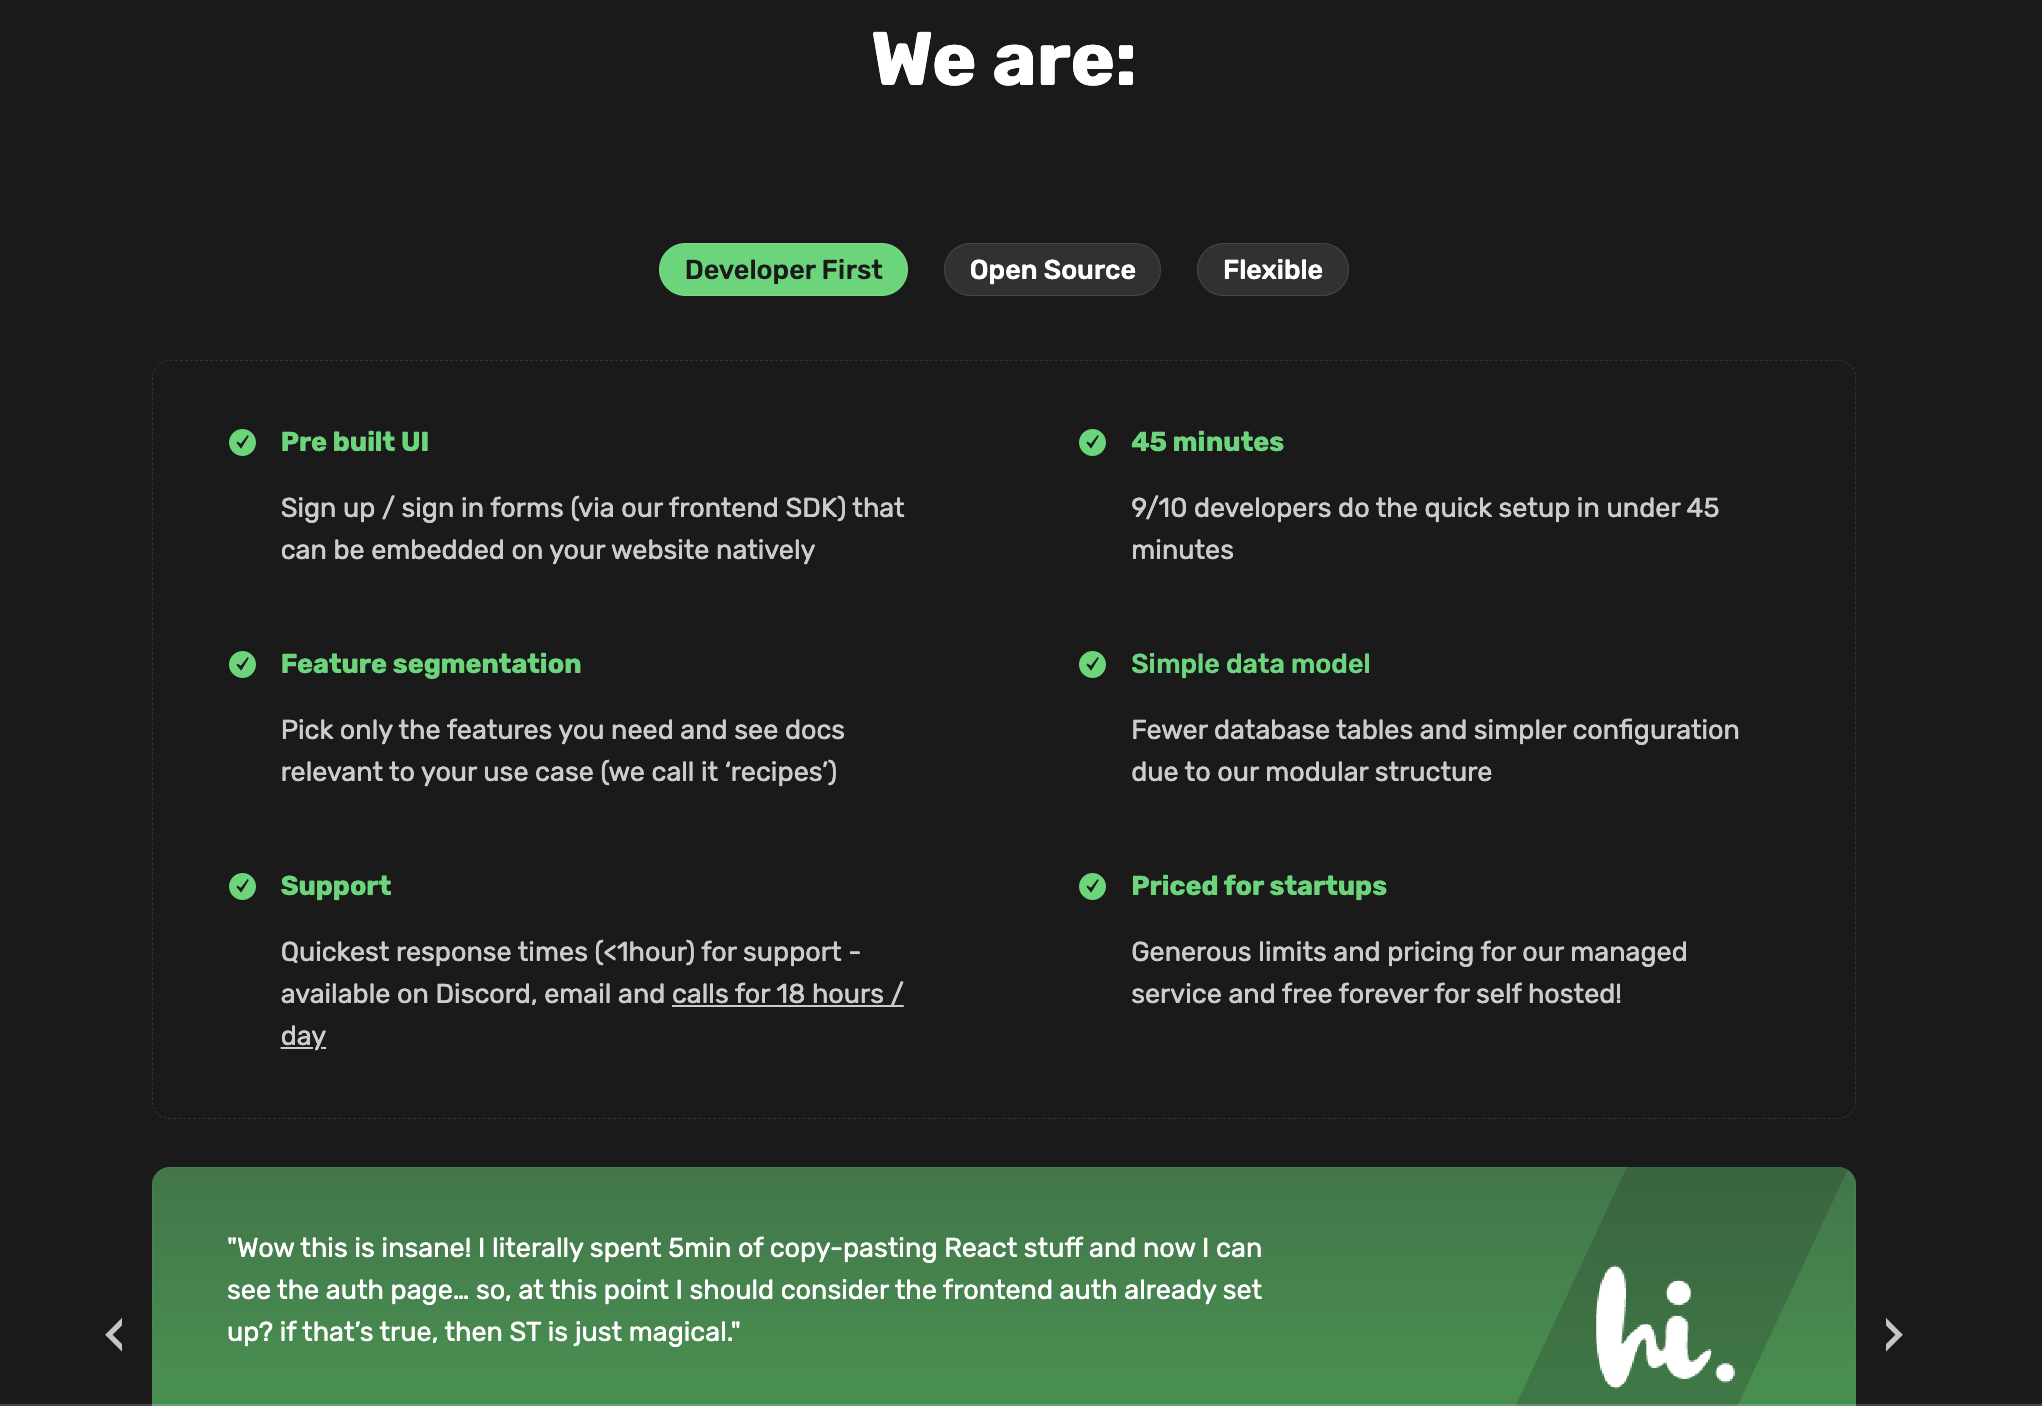 We are:
Developer First
Open Source
Flexible
Pre built UI
Sign up / sign in forms (via our frontend SDK) that
can be embedded on your website natively
45 minutes
9/10 developers do the quick setup in under 45
minutes
Feature segmentation
Pick only the features you need and see docs
relevant to your use case (we call it ‘recipes’)
Simple data model
Fewer database tables and simpler configuration
due to our modular structure
Support
Quickest response times (<1hour) for support -
available on Discord, email and calls for 18 hours /
day
Priced for startups
Generous limits and pricing for our managed
service and free forever for self hosted!
"Wow this is insane! I literally spent 5min of copy-pasting React stuff and now I can
see the auth page... so, at this point I should consider the frontend auth already set
up? if that’s true, then ST is just magical."
hi.